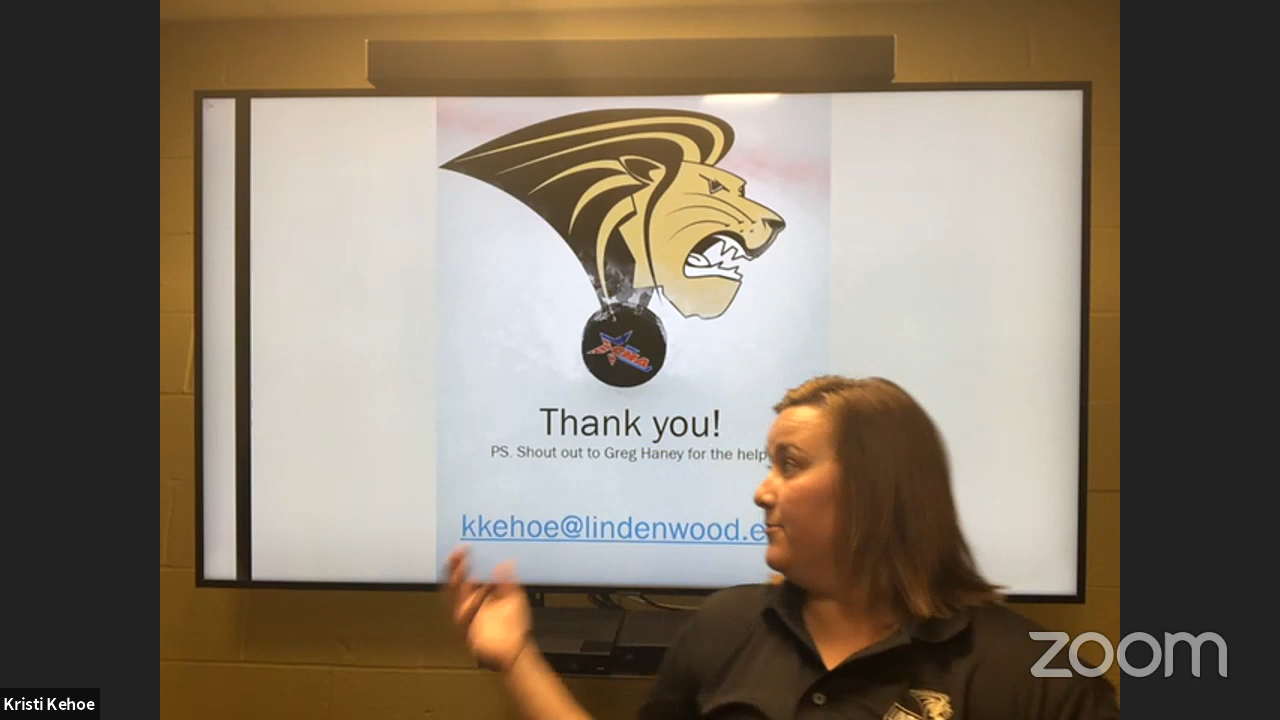 Thank you!
PS. Shout out to Greg Haney for the help
kkehoe@lindenwood.e
zoom
Kristi Kehoe